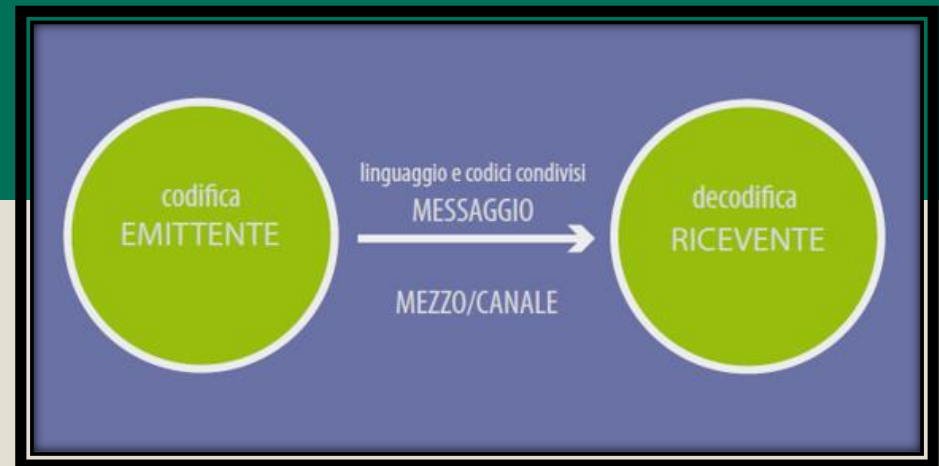 codifica
EMITTENTE
linguaggio e codici condivisi
MESSAGGIO
MEZZO/CANALE
decodifica
RICEVENTE